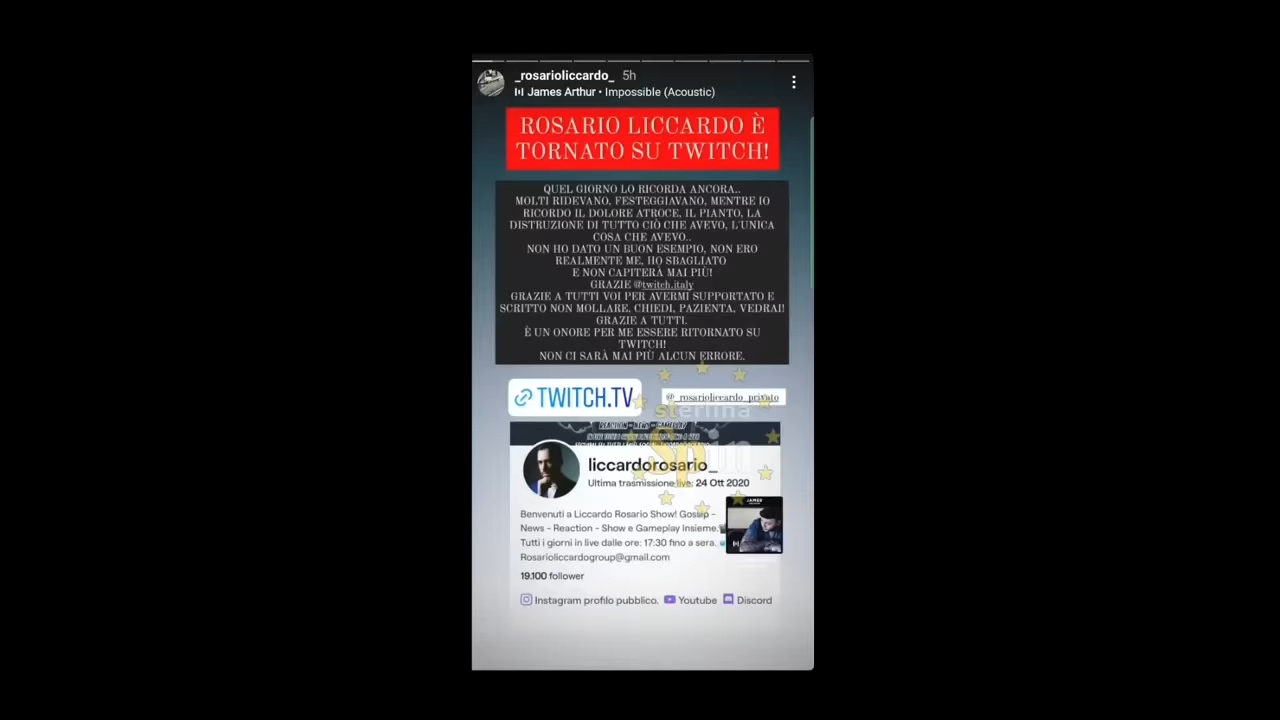 _rosarioliccardo_ 5h
James Arthur • Impossible (Acoustic)
ROSARIO LICCARDO È
TORNATO SU TWITCH!
QUEL GIORNO LO RICORDA ANCORA..
MOLTI RIDEVANO, FESTEGGIAVANO, MENTRE IO
RICORDO IL DOLORE ATROCE, IL PIANTO, LA
DISTRUZIONE DI TUTTO CIÒ CHE AVEVO, L'UNICA
COSA CHE AVEVO..
NON HO DATO UN BUON ESEMPIO, NON ERO
REALMENTE ME, HO SBAGLIATO
E NON CAPITERÀ MAI PIÙ!
GRAZIE @twitch.italy
GRAZIE A TUTTI VOI PER AVERMI SUPPORTATO E
SCRITTO NON MOLLARE, CHIEDI, PAZIENTA, VEDRAI!
GRAZIE A TUTTI.
È UN ONORE PER ME ESSERE RITORNATO SU
TWITCH!
NON CI SARÀ MAI PIÙ ALCUN ERRORE.
TWITCH.TV
@_rosarioliccardo_privato
sterlina
Spin
REACTION - NEWS - GAMEPLAY
liccardorosario_
Ultima trasmissione live: 24 Ott 2020
JAMES
Benvenuti a Liccardo Rosario Show! Gossip -
News - Reaction - Show e Gameplay Insieme.
Tutti i giorni in live dalle ore: 17:30 fino a sera.
Rosarioliccardogroup@gmail.com
19.100 follower
Instagram profilo pubblico. Youtube Discord